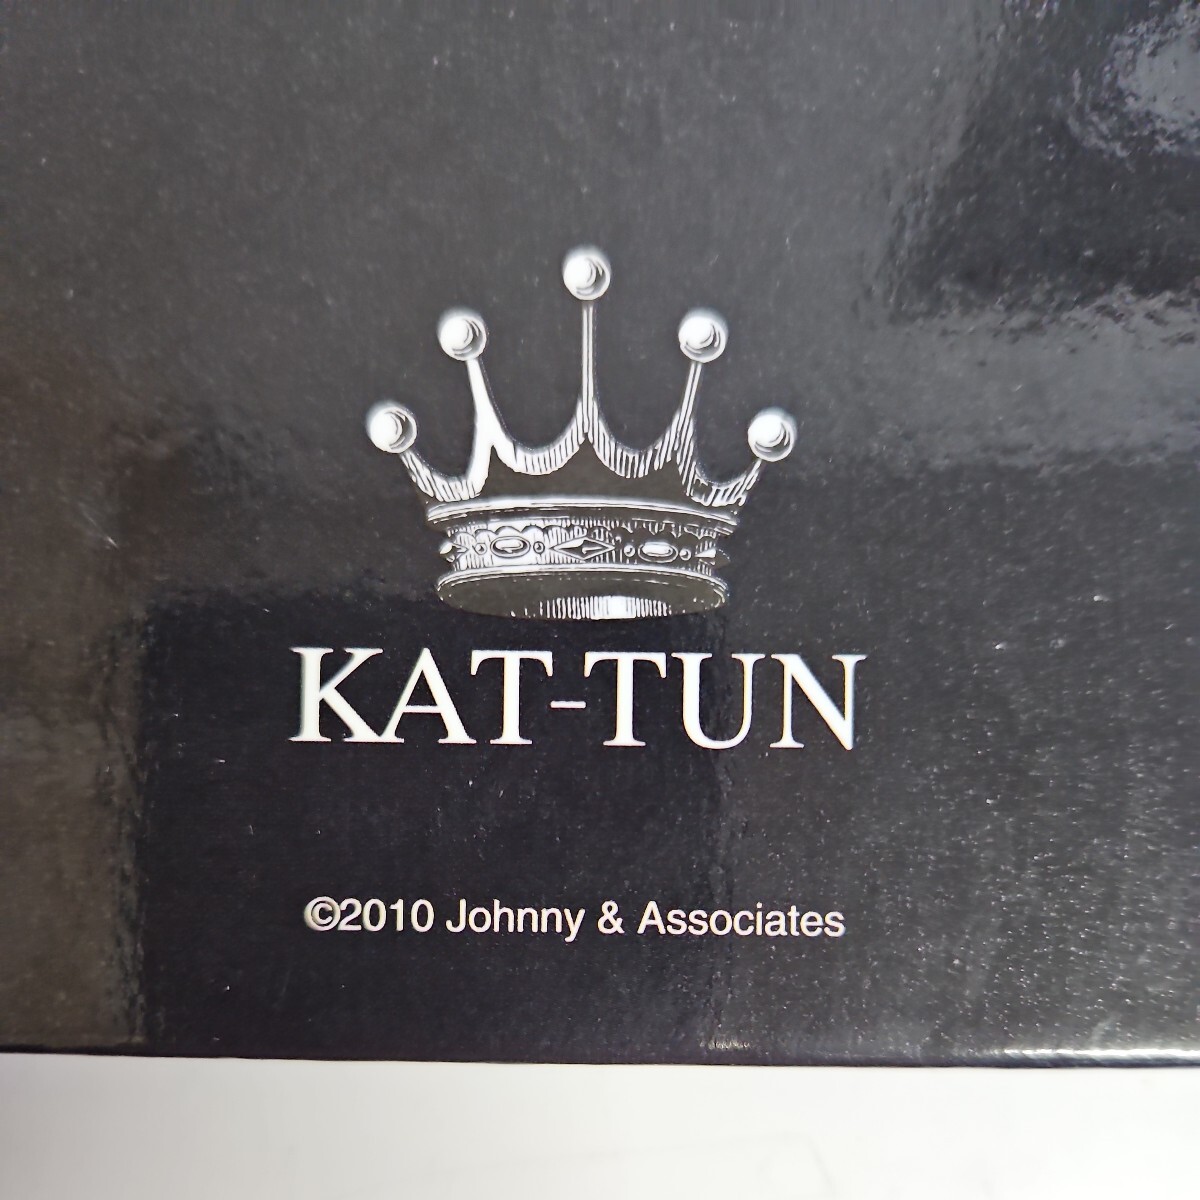 KAT-TUN
©2010 Johnny & Associates